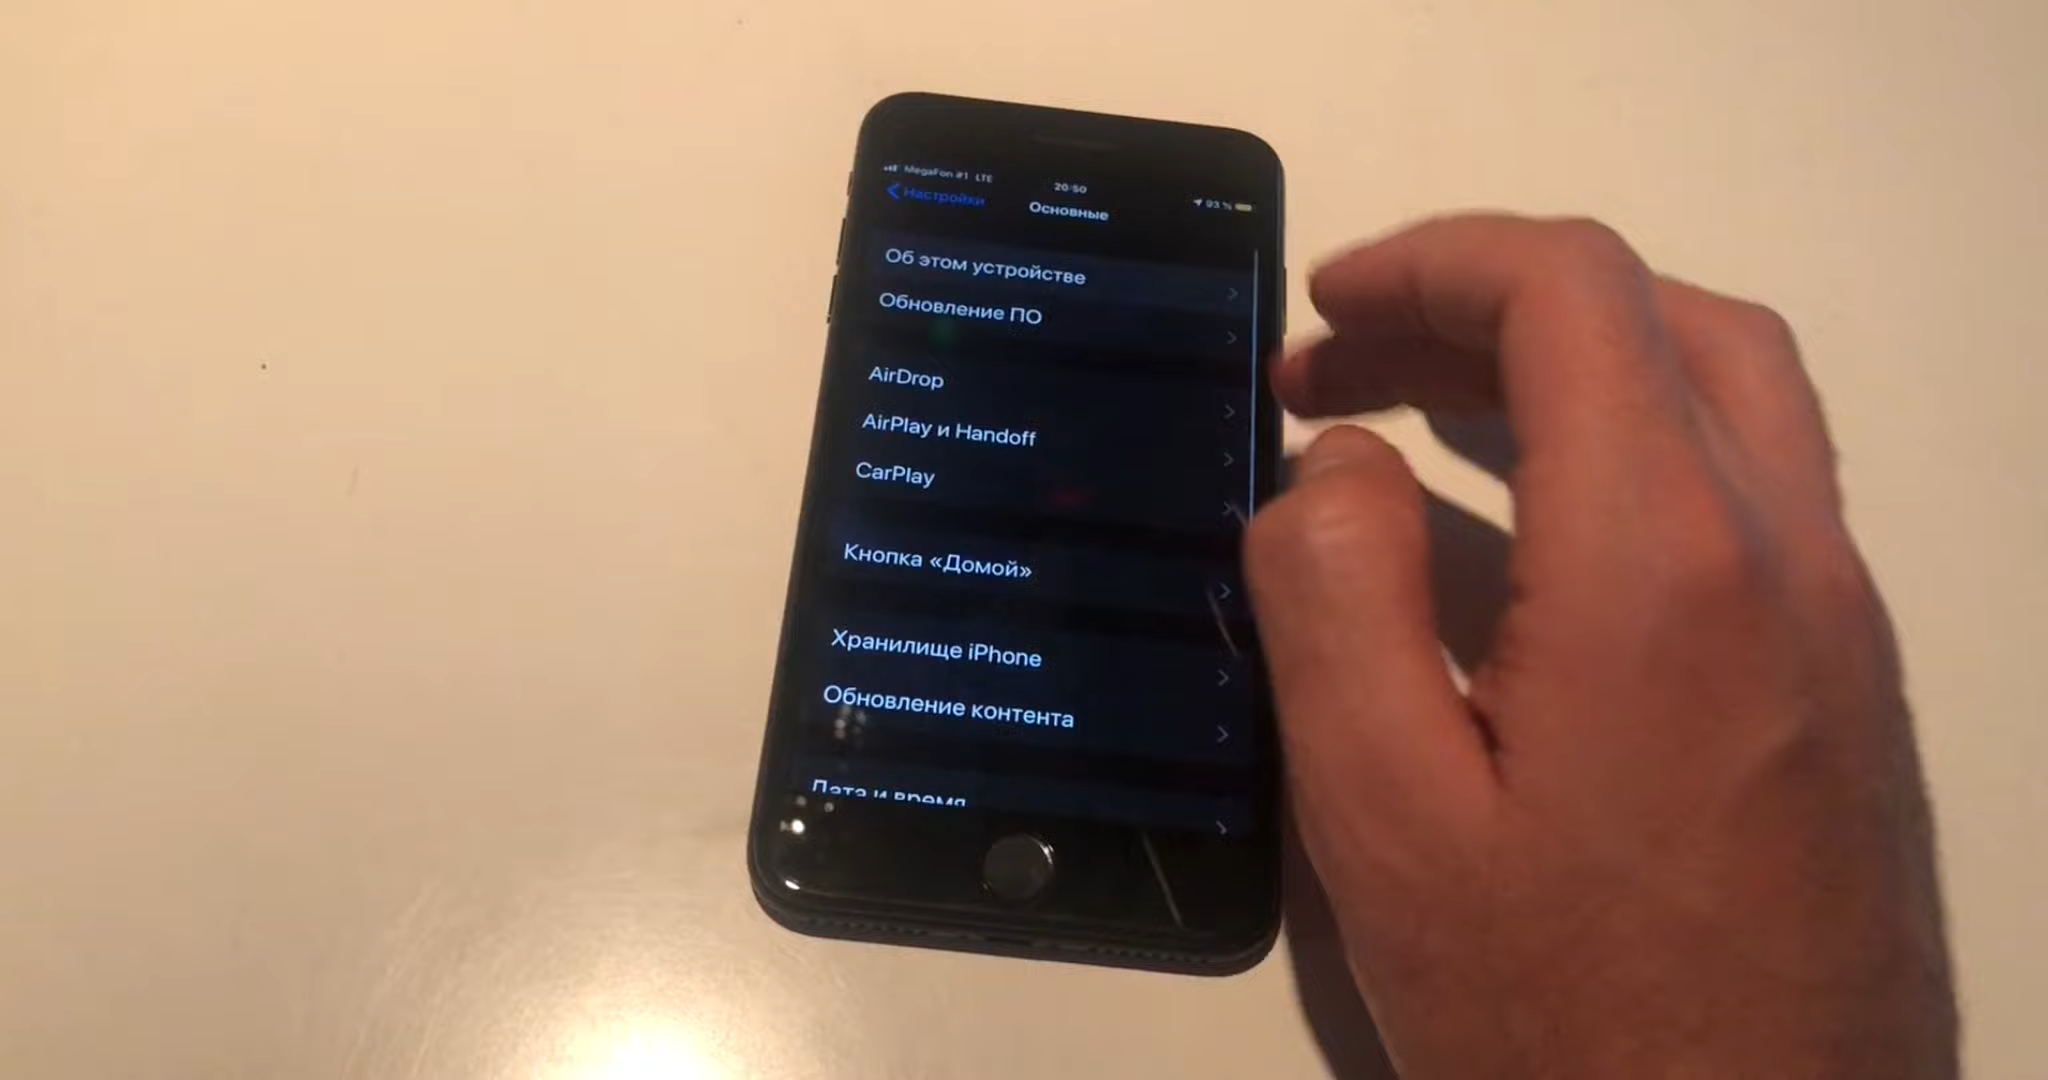 MegaFon #1 LTE
20:50
93 %
Настройки
Основные
Об этом устройстве
Обновление ПО
AirDrop
AirPlay и Handoff
CarPlay
Кнопка «Домой»
Хранилище iPhone
Обновление контента
Дата и время